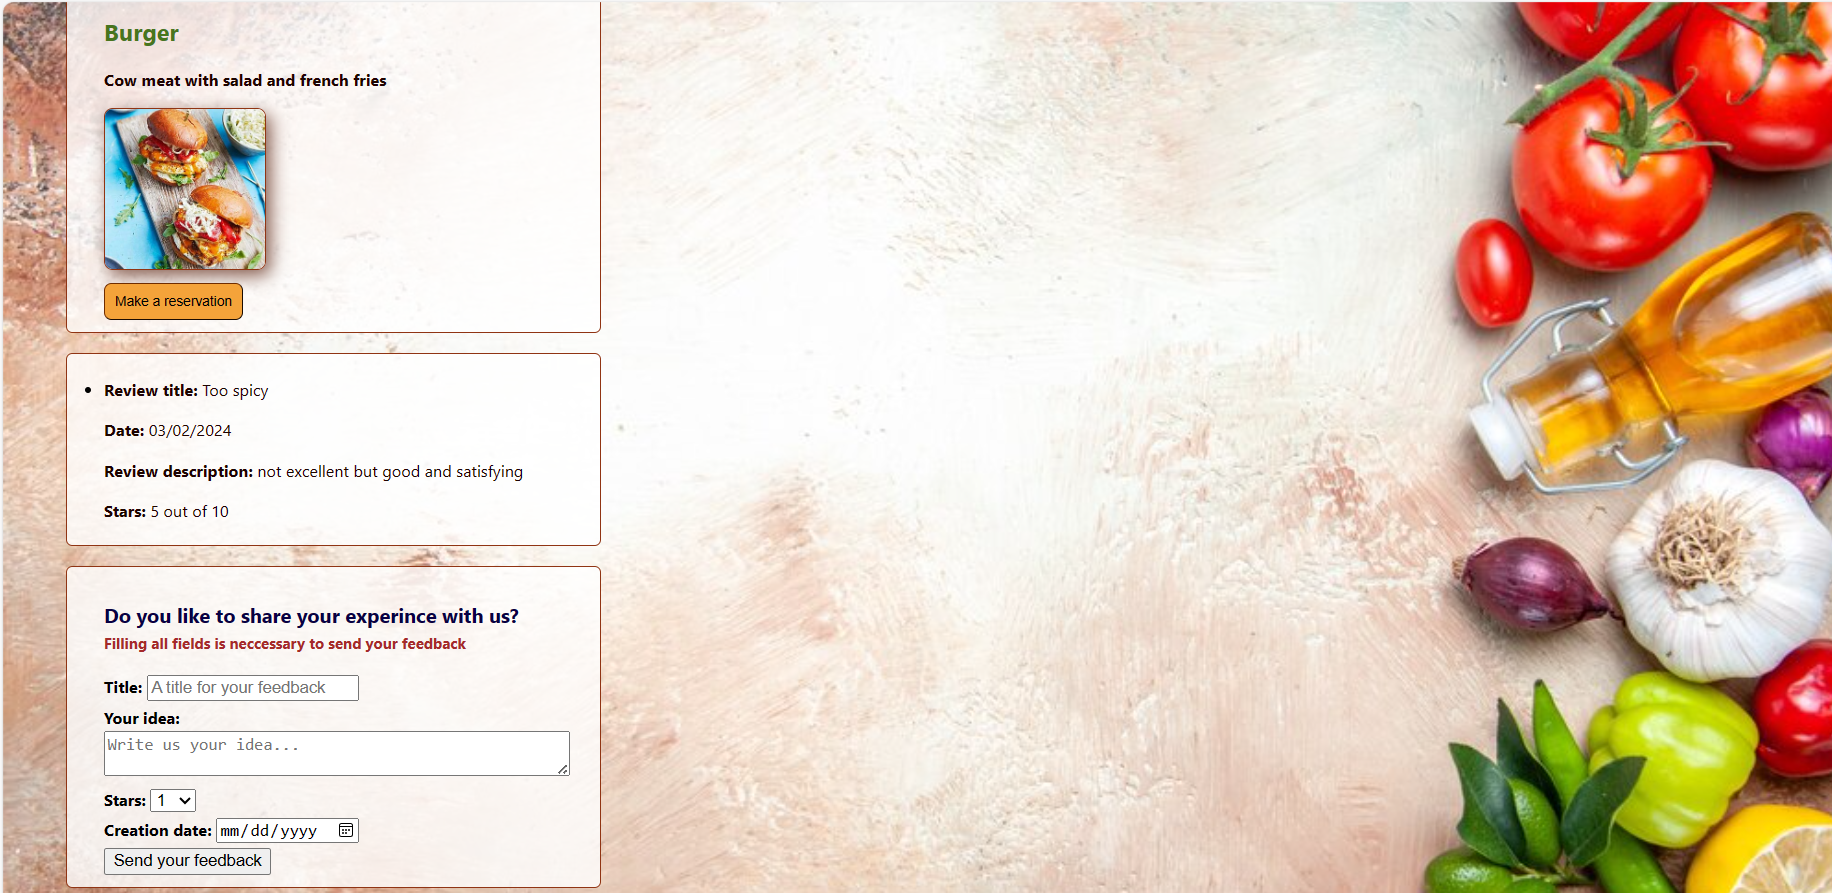 Burger
Cow meat with salad and french fries
Make a reservation
Review title: Too spicy
Date: 03/02/2024
Review description: not excellent but good and satisfying
Stars: 5 out of 10
Do you like to share your experince with us?
Filling all fields is neccessary to send your feedback
Title: A title for your feedback
Your idea:
Write us your idea...
Stars: 1
Creation date: mm/dd/yyyy
Send your feedback